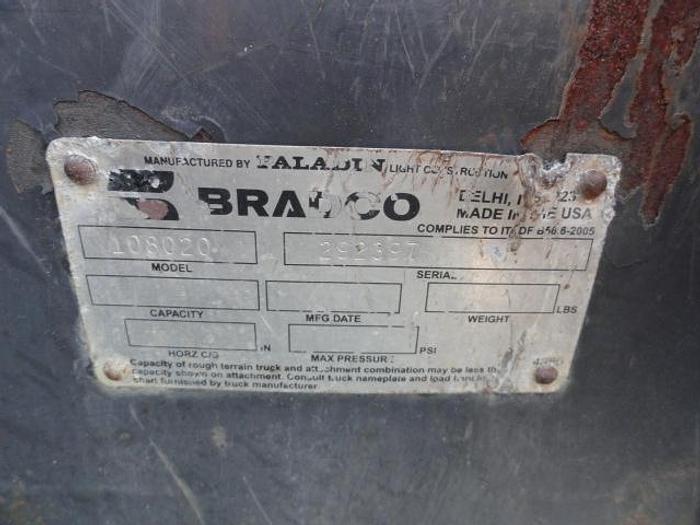 MANUFACTURED BY PALADIN LIGHT CONSTRUCTION
BRADCO
DELHI,
MADE IN THE USA
COMPLIES TO ITSDF B56.6-2005
108020
292397
MODEL
SERIAL
CAPACITY
MFG DATE
WEIGHT
LBS
HORZ C/G
IN
MAX PRESSURE
PSI
Capacity of rough terrain truck and attachment combination may be less than
capacity shown on attachment. Consult truck nameplate and load handling
chart furnished by truck manufacturer.